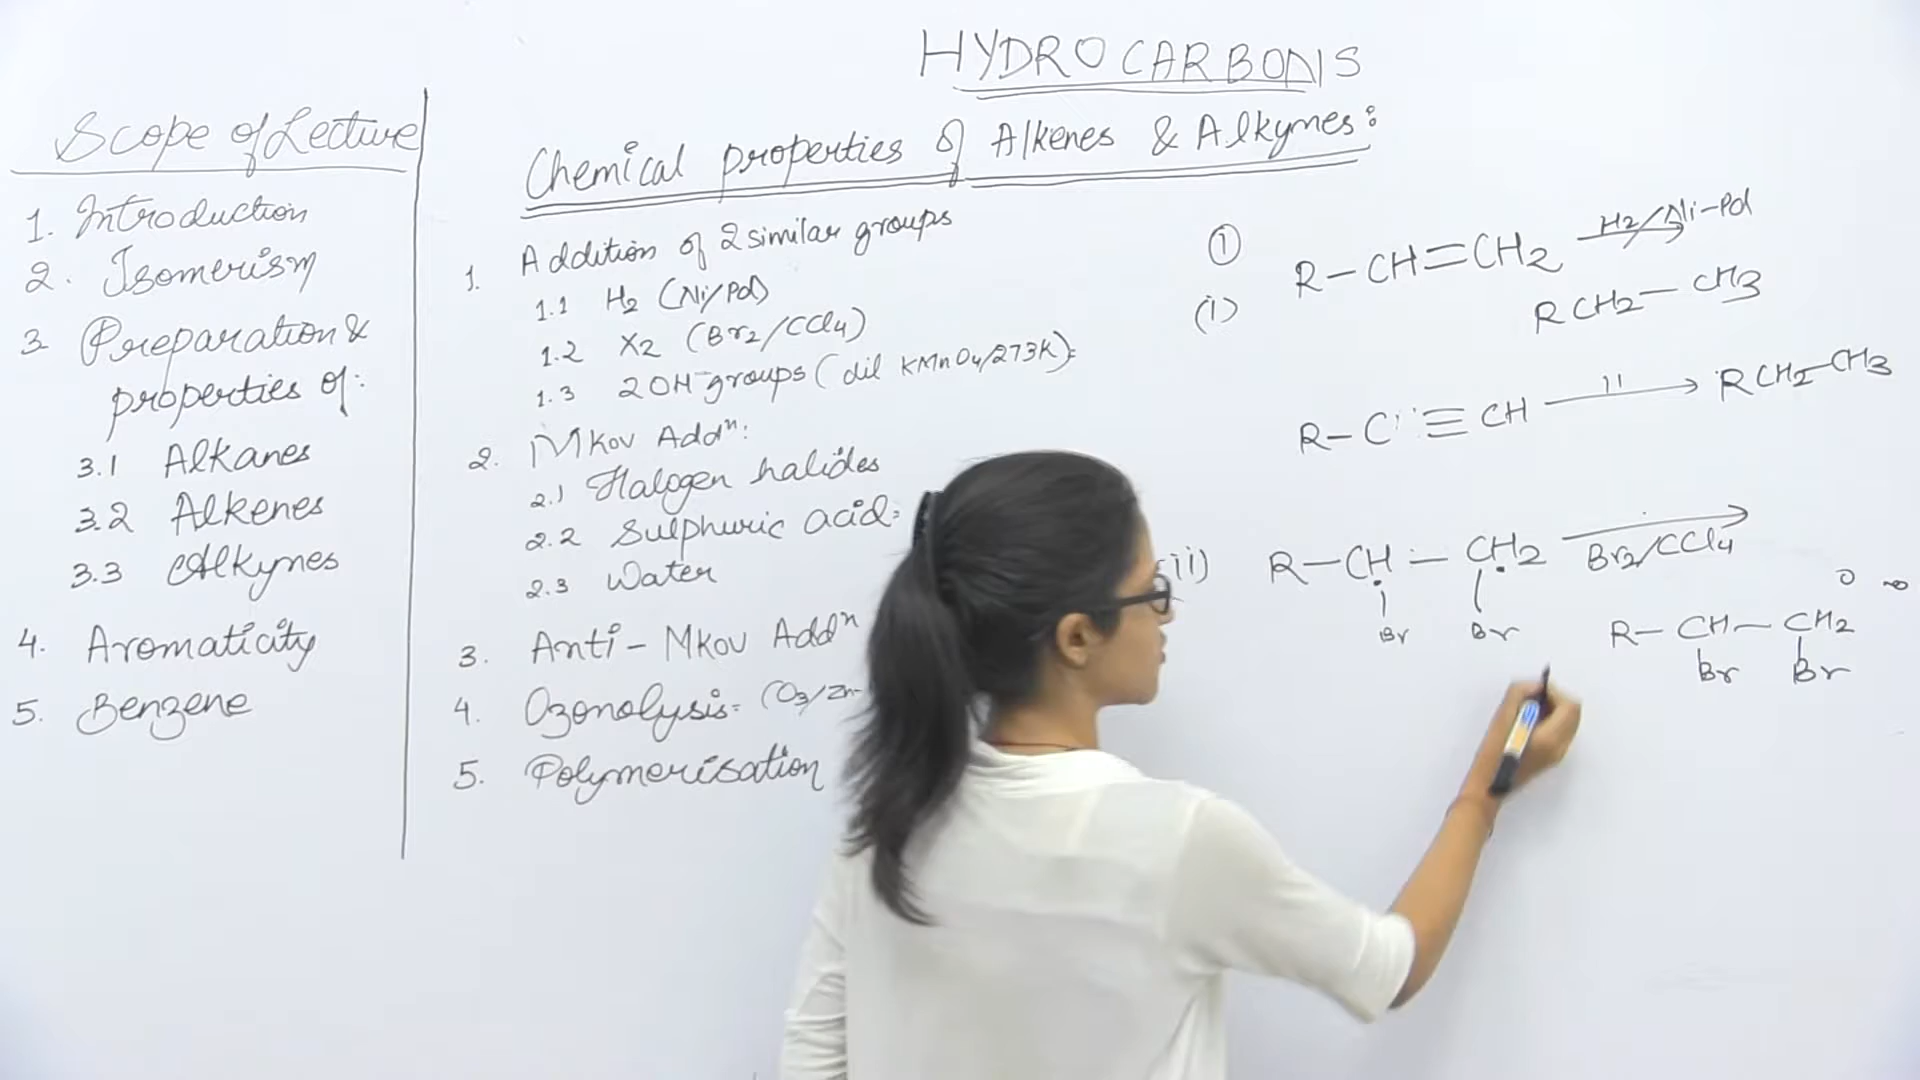 HYDROCARBONS
Scope of Lecture
1. Introduction
2. Isomerism
3 Preparation &
properties of:
3.1 Alkanes
3.2 Alkenes
3.3 Alkynes
4. Aromaticity
5. Benzene
Chemical properties of Alkenes & Alkynes:
1. Addition of 2 similar groups
1.1 H2 (Ni/Pd)
1.2 X2 (Br2/CCl4)
1.3 2 OH groups (dil KMnO4/273K):
2. Mkov Addn:
2.1 Halogen halides
2.2 Sulphuric acid:
2.3 Water
3. Anti-Mkov Addn
4. Ozonolysis: (O3/Zn-
5. Polymerisation
①
(i) R-CH=CH2 H2/Ni-Pd →
RCH2-CH3
R-C≡CH 11 → RCH2-CH3
(ii) R-CH-CH2 Br2/CCl4 →
Br Br
R-CH-CH2
Br Br